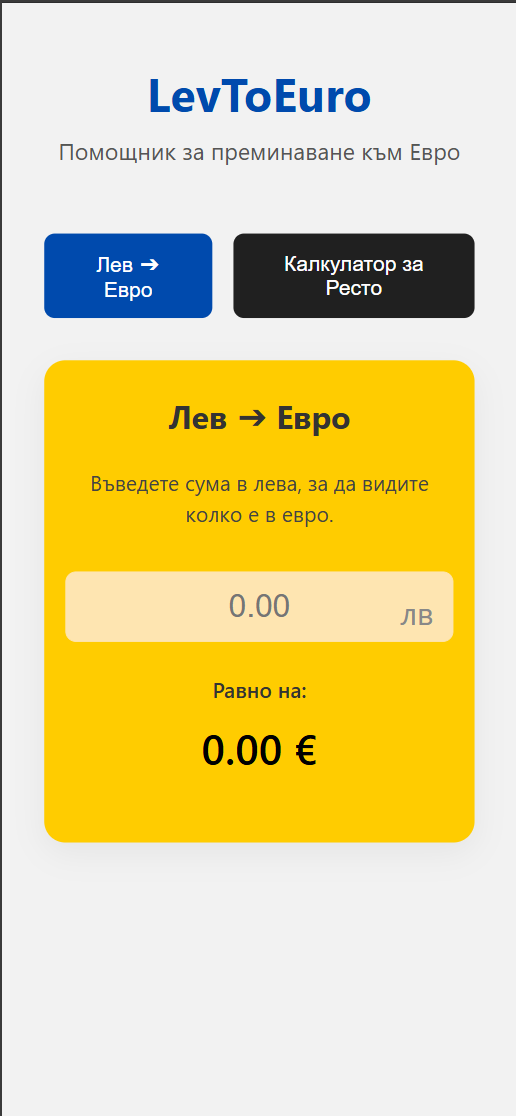 LevToEuro
Помощник за преминаване към Евро
Лев ➔
Евро
Калкулатор за
Ресто
Лев ➔ Евро
Въведете сума в лева, за да видите
колко е в евро.
0.00 лв
Равно на:
0.00 €